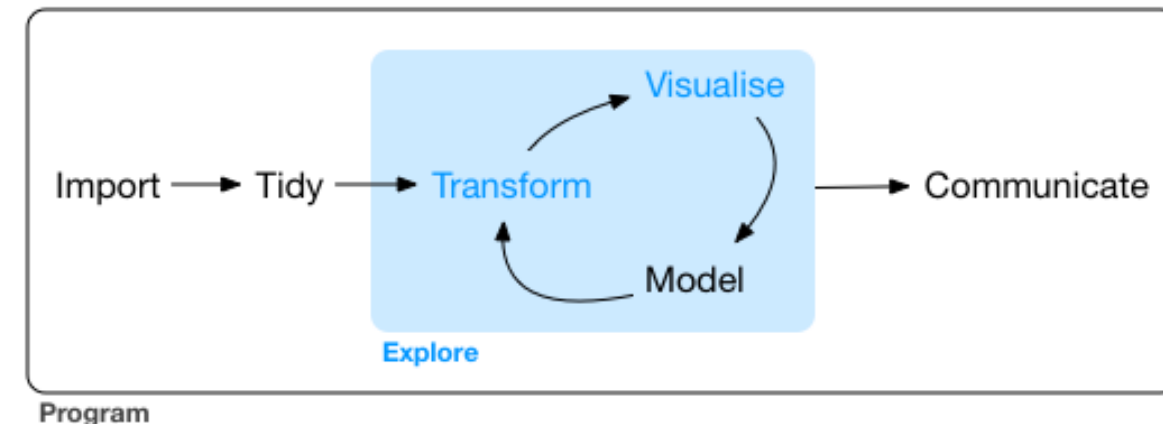 Visualise
Import Tidy Transform Communicate
Model
Explore
Program